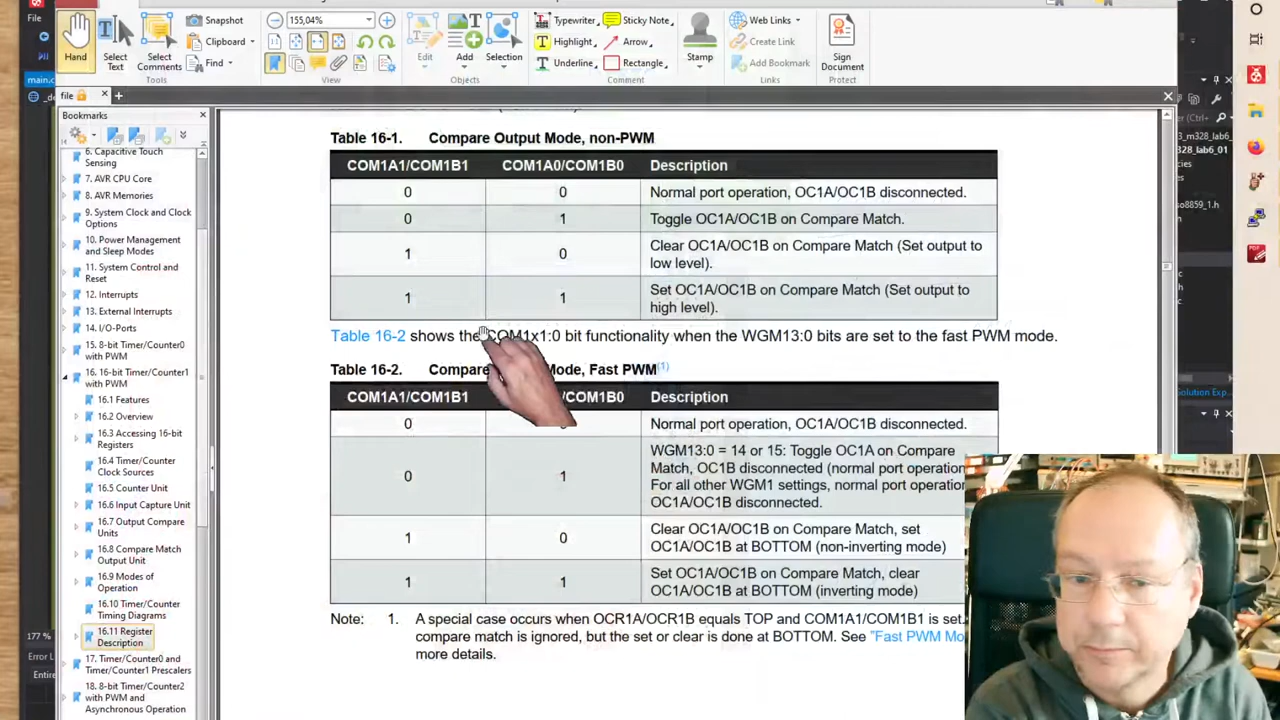 File
Hand
Select
Text
Select
Comments
Tools
Snapshot
Clipboard
Find
155,04%
View
Edit
Add
Selection
Objects
Typewriter
Sticky Note
Highlight
Arrow
Underline
Rectangle
Comment
Stamp
Web Links
Create Link
Add Bookmark
Links
Sign
Document
Protect
main.c
file
Bookmarks
6. Capacitive Touch
Sensing
7. AVR CPU Core
8. AVR Memories
9. System Clock and Clock
Options
10. Power Management
and Sleep Modes
11. System Control and
Reset
12. Interrupts
13. External Interrupts
14. I/O-Ports
15. 8-bit Timer/Counter0
with PWM
16. 16-bit Timer/Counter1
with PWM
16.1 Features
16.2 Overview
16.3 Accessing 16-bit
Registers
16.4 Timer/Counter
Clock Sources
16.5 Counter Unit
16.6 Input Capture Unit
16.7 Output Compare
Units
16.8 Compare Match
Output Unit
16.9 Modes of
Operation
16.10 Timer/Counter
Timing Diagrams
16.11 Register
Description
17. Timer/Counter0 and
Timer/Counter1 Prescalers
18. 8-bit Timer/Counter2
with PWM and
Asynchronous Operation
177 %
Error L
Entire
Table 16-1. Compare Output Mode, non-PWM
COM1A1/COM1B1 COM1A0/COM1B0 Description
0 0 Normal port operation, OC1A/OC1B disconnected.
0 1 Toggle OC1A/OC1B on Compare Match.
1 0 Clear OC1A/OC1B on Compare Match (Set output to
low level).
1 1 Set OC1A/OC1B on Compare Match (Set output to
high level).
Table 16-2 shows the COM1x1:0 bit functionality when the WGM13:0 bits are set to the fast PWM mode.
Table 16-2. Compare Mode, Fast PWM(1)
COM1A1/COM1B1 /COM1B0 Description
0 Normal port operation, OC1A/OC1B disconnected.
0 1 WGM13:0 = 14 or 15: Toggle OC1A on Compare
Match, OC1B disconnected (normal port operation
For all other WGM1 settings, normal port operation
OC1A/OC1B disconnected.
1 0 Clear OC1A/OC1B on Compare Match, set
OC1A/OC1B at BOTTOM (non-inverting mode)
1 1 Set OC1A/OC1B on Compare Match, clear
OC1A/OC1B at BOTTOM (inverting mode)
Note: 1. A special case occurs when OCR1A/OCR1B equals TOP and COM1A1/COM1B1 is set.
compare match is ignored, but the set or clear is done at BOTTOM. See "Fast PWM Mo
more details.
m328_lab6
m328_lab6_01
so8859_1.h
Solution Exp